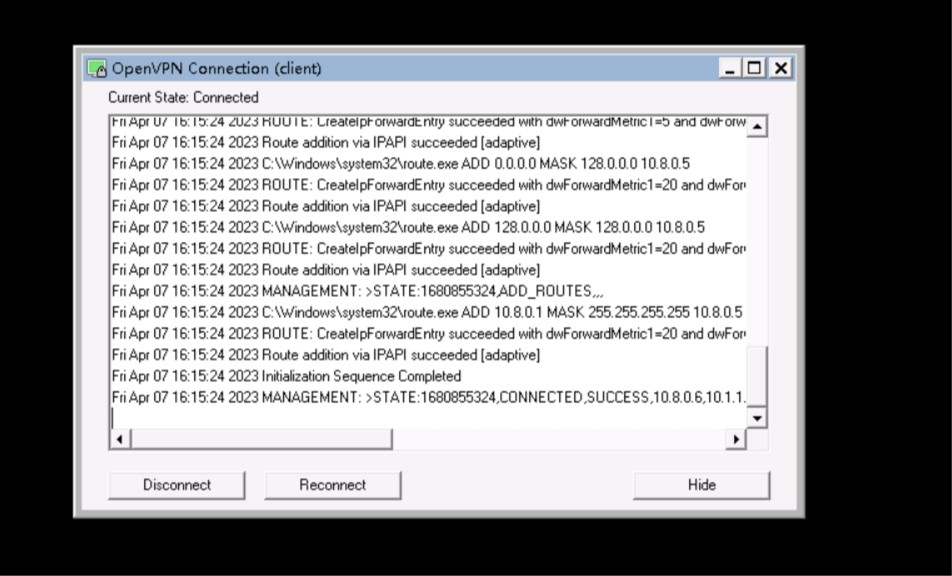 OpenVPN Connection (client)
Current State: Connected
Fri Apr 07 16:15:24 2023 ROUTE: CreateIpForwardEntry succeeded with dwForwardMetric1=5 and dwForw
Fri Apr 07 16:15:24 2023 Route addition via IPAPI succeeded [adaptive]
Fri Apr 07 16:15:24 2023 C:\Windows\system32\route.exe ADD 0.0.0.0 MASK 128.0.0.0 10.8.0.5
Fri Apr 07 16:15:24 2023 ROUTE: CreateIpForwardEntry succeeded with dwForwardMetric1=20 and dwFor
Fri Apr 07 16:15:24 2023 Route addition via IPAPI succeeded [adaptive]
Fri Apr 07 16:15:24 2023 C:\Windows\system32\route.exe ADD 128.0.0.0 MASK 128.0.0.0 10.8.0.5
Fri Apr 07 16:15:24 2023 ROUTE: CreateIpForwardEntry succeeded with dwForwardMetric1=20 and dwFor
Fri Apr 07 16:15:24 2023 Route addition via IPAPI succeeded [adaptive]
Fri Apr 07 16:15:24 2023 MANAGEMENT: >STATE:1680855324,ADD_ROUTES,,,
Fri Apr 07 16:15:24 2023 C:\Windows\system32\route.exe ADD 10.8.0.1 MASK 255.255.255.255 10.8.0.5
Fri Apr 07 16:15:24 2023 ROUTE: CreateIpForwardEntry succeeded with dwForwardMetric1=20 and dwFor
Fri Apr 07 16:15:24 2023 Route addition via IPAPI succeeded [adaptive]
Fri Apr 07 16:15:24 2023 Initialization Sequence Completed
Fri Apr 07 16:15:24 2023 MANAGEMENT: >STATE:1680855324,CONNECTED,SUCCESS,10.8.0.6,10.1.1.
Disconnect
Reconnect
Hide